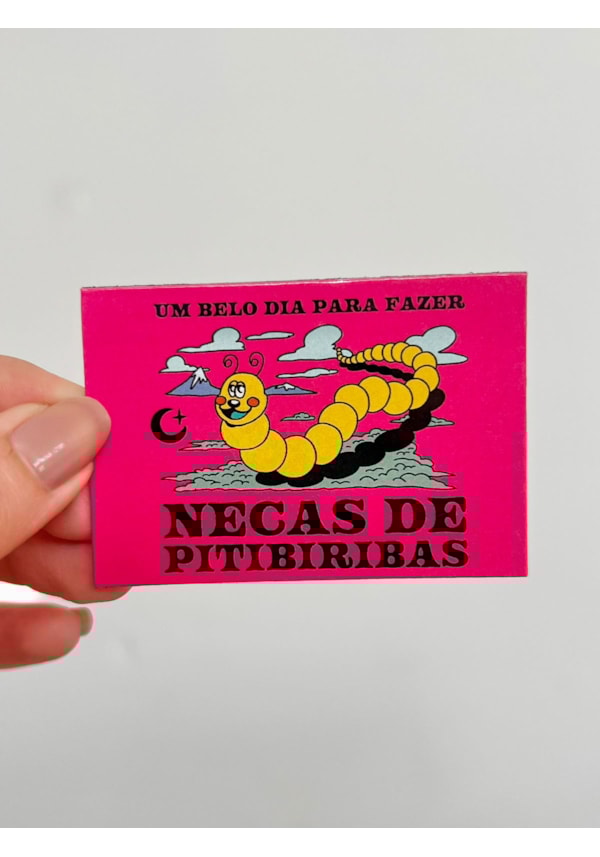 UM BELO DIA PARA FAZER
NECAS DE
PITIBIRIBAS